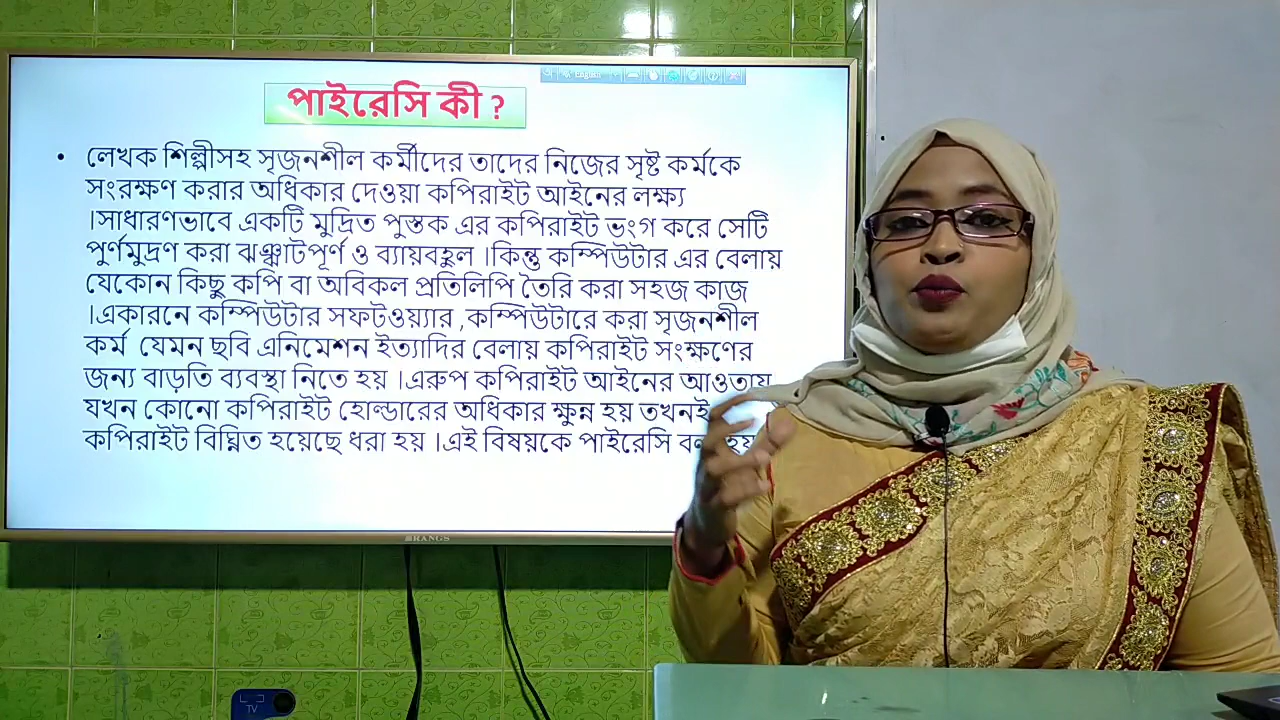 English
পাইরেসি কী ?
• লেখক শিল্পীসহ সৃজনশীল কর্মীদের তাদের নিজের সৃষ্ট কর্মকে
সংরক্ষণ করার অধিকার দেওয়া কপিরাইট আইনের লক্ষ্য
।সাধারণভাবে একটি মুদ্রিত পুস্তক এর কপিরাইট ভংগ করে সেটি
পুর্ণমুদ্রণ করা ঝঞ্ঝাটপূর্ণ ও ব্যায়বহুল ।কিন্তু কম্পিউটার এর বেলায়
যেকোন কিছু কপি বা অবিকল প্রতিলিপি তৈরি করা সহজ কাজ
।একারনে কম্পিউটার সফটওয়্যার ,কম্পিউটারে করা সৃজনশীল
কর্ম যেমন ছবি এনিমেশন ইত্যাদির বেলায় কপিরাইট সংক্ষণের
জন্য বাড়তি ব্যবস্থা নিতে হয় ।এরুপ কপিরাইট আইনের আওতায়
যখন কোনো কপিরাইট হোল্ডারের অধিকার ক্ষুন্ন হয় তখনই
কপিরাইট বিঘ্নিত হয়েছে ধরা হয় ।এই বিষয়কে পাইরেসি হয়
RANGS
TV